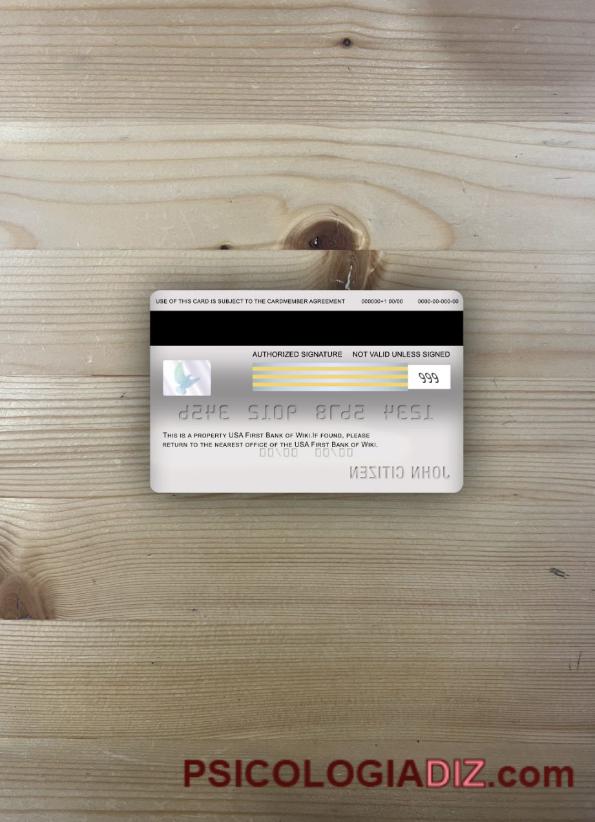 USE OF THIS CARD IS SUBJECT TO THE CARDMEMBER AGREEMENT 000000+1 00/00 0000-00-000-00
AUTHORIZED SIGNATURE NOT VALID UNLESS SIGNED
999
1234 5678 9012 3456
THIS IS A PROPERTY USA FIRST BANK OF WIKI.IF FOUND, PLEASE
RETURN TO THE NEAREST OFFICE OF THE USA FIRST BANK OF WIKI.
00/00 00/00
JOHN CITIZEN
PSICOLOGIADIZ.com